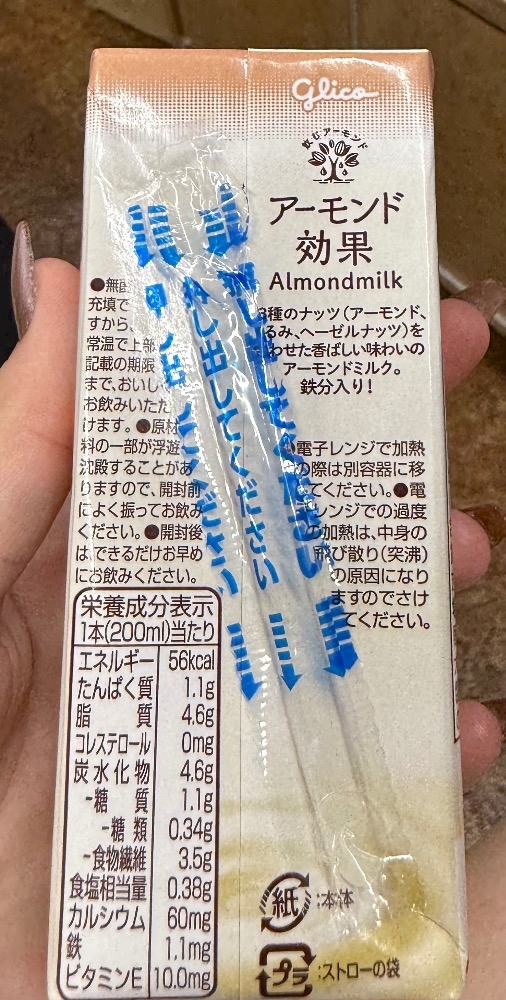 Glico
飲むアーモンド
アーモンド
効果
Almondmilk
3種のナッツ(アーモンド、
るみ、ヘーゼルナッツ)を
わせた香ばしい味わいの
アーモンドミルク。
鉄分入り!
●電子レンジで加熱
の際は別容器に移
てください。●電
レンジでの過度
の加熱は、中身の
飛び散り(突沸)
の原因になり
ますのでさけ
てください。
押し出してください
●無菌
充填で
すから、
常温で上部
記載の期限
まで、おいし
お飲みいただ
けます。●原材
料の一部が浮遊
沈殿することがあ
りますので、開封前
によく振ってお飲み
ください。●開封後
は、できるだけお早め
にお飲みください。
栄養成分表示
1本(200ml)当たり
エネルギー 56kcal
たんぱく質 1.1g
脂質 4.6g
コレステロール 0mg
炭水化物 4.6g
-糖質 1.1g
-糖類 0.34g
-食物繊維 3.5g
食塩相当量 0.38g
カルシウム 60mg
鉄 1.1mg
ビタミンE 10.0mg
紙:本体
プラ:ストローの袋